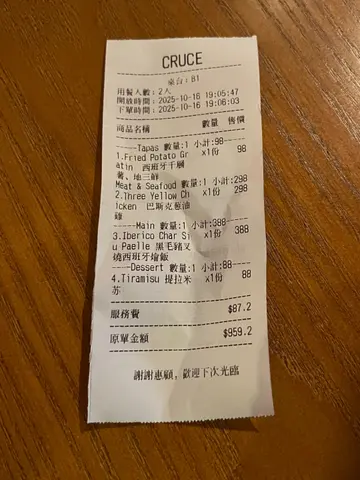 CRUCE
桌台：B1
用餐人數：2人
開放時間：2025-10-16 19:05:47
下單時間：2025-10-16 19:06:03
商品名稱 數量 售價
-----Tapas 數量:1 小計:98-----
1.Fried Potato Gr x1份 98
atin 西班牙千層
薯、地三鮮
Meat & Seafood 數量:1 小計:298
2.Three Yellow Ch x1份 298
icken 巴斯克蔥油
雞
------Main 數量:1 小計:388-----
3.Iberico Char Si x1份 388
u Paelle 黑毛豬叉
燒西班牙燴飯
----Dessert 數量:1 小計:88----
4.Tiramisu 提拉米 x1份 88
苏
服務費 $87.2
原單金額 $959.2
謝謝惠顧，歡迎下次光臨